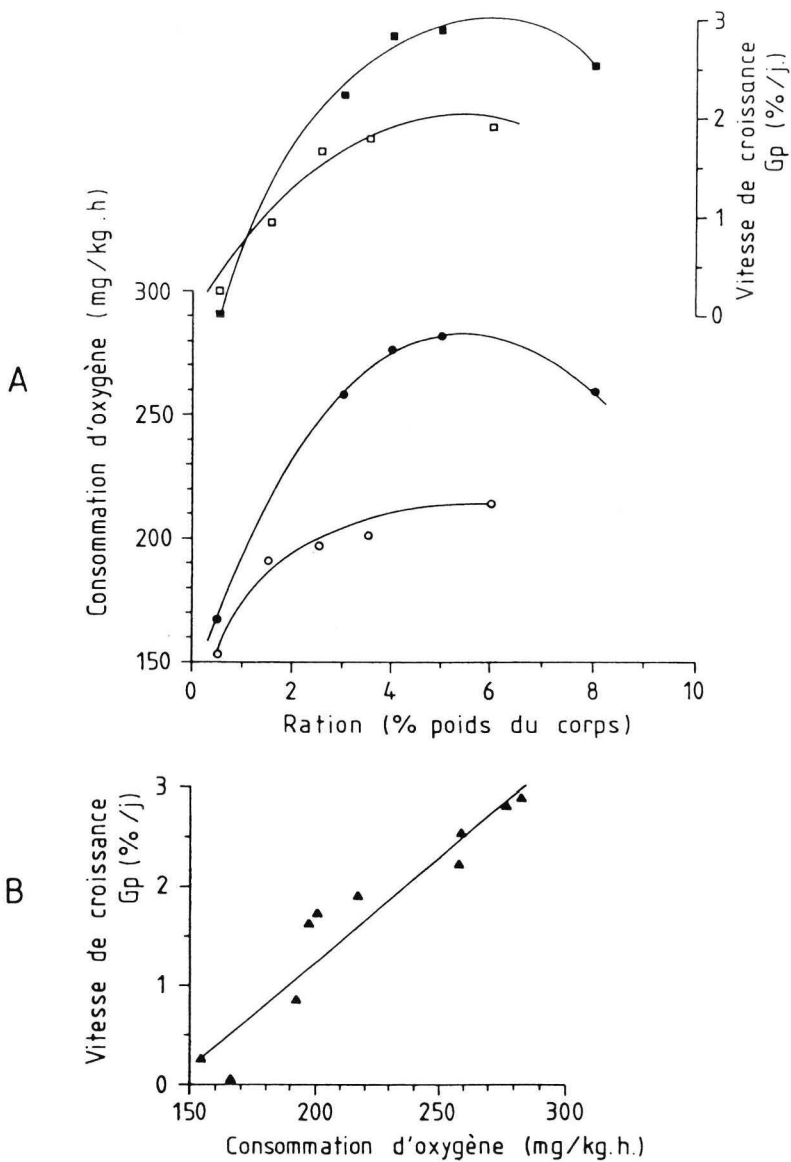 A
Consommation d'oxygène (mg/kg.h)
300
250
200
150
3
2
1
0
Vitesse de croissance
Gp (%/j.)
0 2 4 6 8 10
Ration (% poids du corps)
B
Vitesse de croissance
Gp (%/j)
3
2
1
0
150 200 250 300
Consommation d'oxygène (mg/kg.h.)